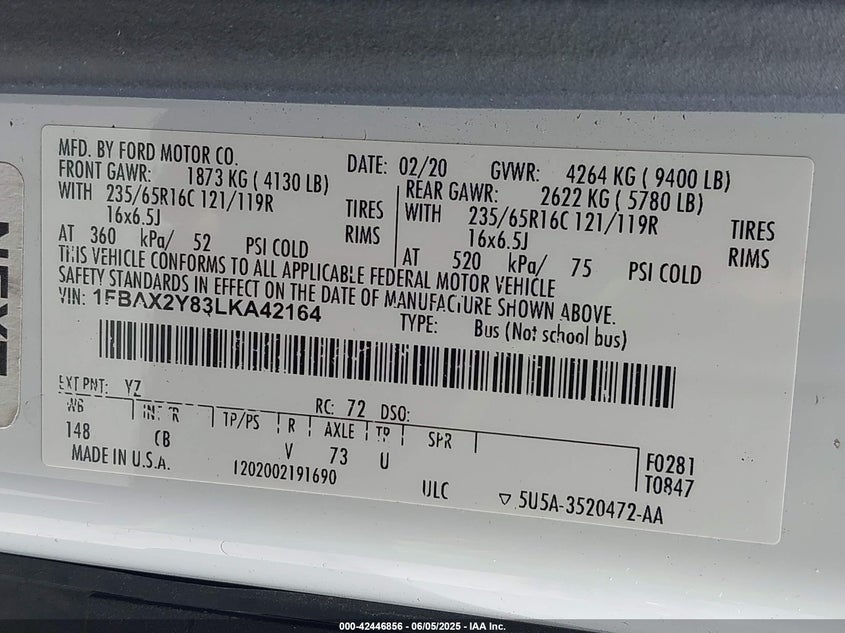 MFD. BY FORD MOTOR CO. DATE: 02/20 GVWR: 4264 KG ( 9400 LB)
FRONT GAWR: 1873 KG ( 4130 LB) REAR GAWR: 2622 KG ( 5780 LB)
WITH 235/65R16C 121/119R TIRES WITH 235/65R16C 121/119R TIRES
16x6.5J RIMS 16x6.5J RIMS
AT 360 kPa/ 52 PSI COLD AT 520 kPa/ 75 PSI COLD
THIS VEHICLE CONFORMS TO ALL APPLICABLE FEDERAL MOTOR VEHICLE
SAFETY STANDARDS IN EFFECT ON THE DATE OF MANUFACTURE SHOWN ABOVE.
VIN: 1FBAX2Y83LKA42164 TYPE: Bus (Not school bus)
EXT PNT: YZ RC: 72 DSO:
WB INT TR TP/PS R AXLE TR SPR
148 CB V 73 U F0281
T0847
MADE IN U.S.A. 1202002191690 ULC ▽ 5U5A-3520472-AA
000-42446856 - 06/05/2025 - IAA Inc.